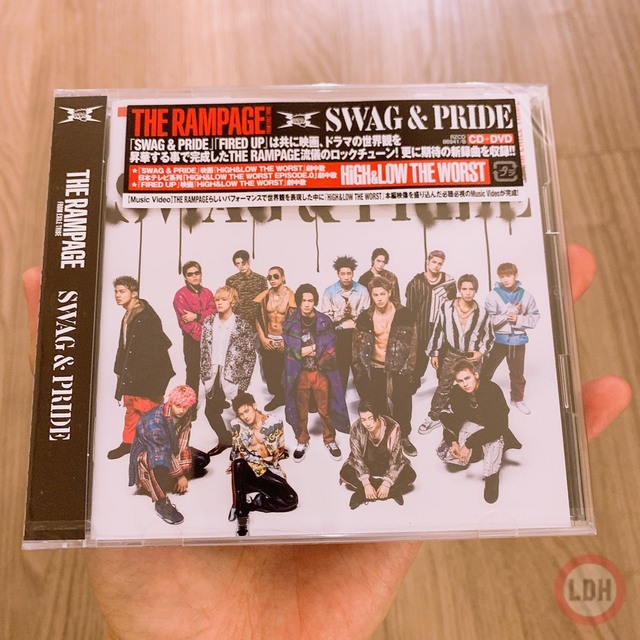 THE RAMPAGE
SWAG & PRIDE
THE RAMPAGE
SWAG & PRIDE
「SWAG & PRIDE」「FIRED UP」は共に映画、ドラマの世界観を
昇華する事で完成したTHE RAMPAGE流儀のロックチューン! 更に期待の新録曲を収録!!
CD+DVD
★「SWAG & PRIDE」映画「HiGH&LOW THE WORST」劇中歌
日本テレビ系列「HiGH&LOW THE WORST EPISODE.0」劇中歌
★「FIRED UP」映画「HiGH&LOW THE WORST」劇中歌
HiGH&LOW THE WORST
【Music Video】THE RAMPAGEらしいパフォーマンスで世界観を表現した中に「HiGH&LOW THE WORST」本編映像を盛り込んだ必聴必視のMusic Videoが完成!
SWAG & PRIDE
LDH